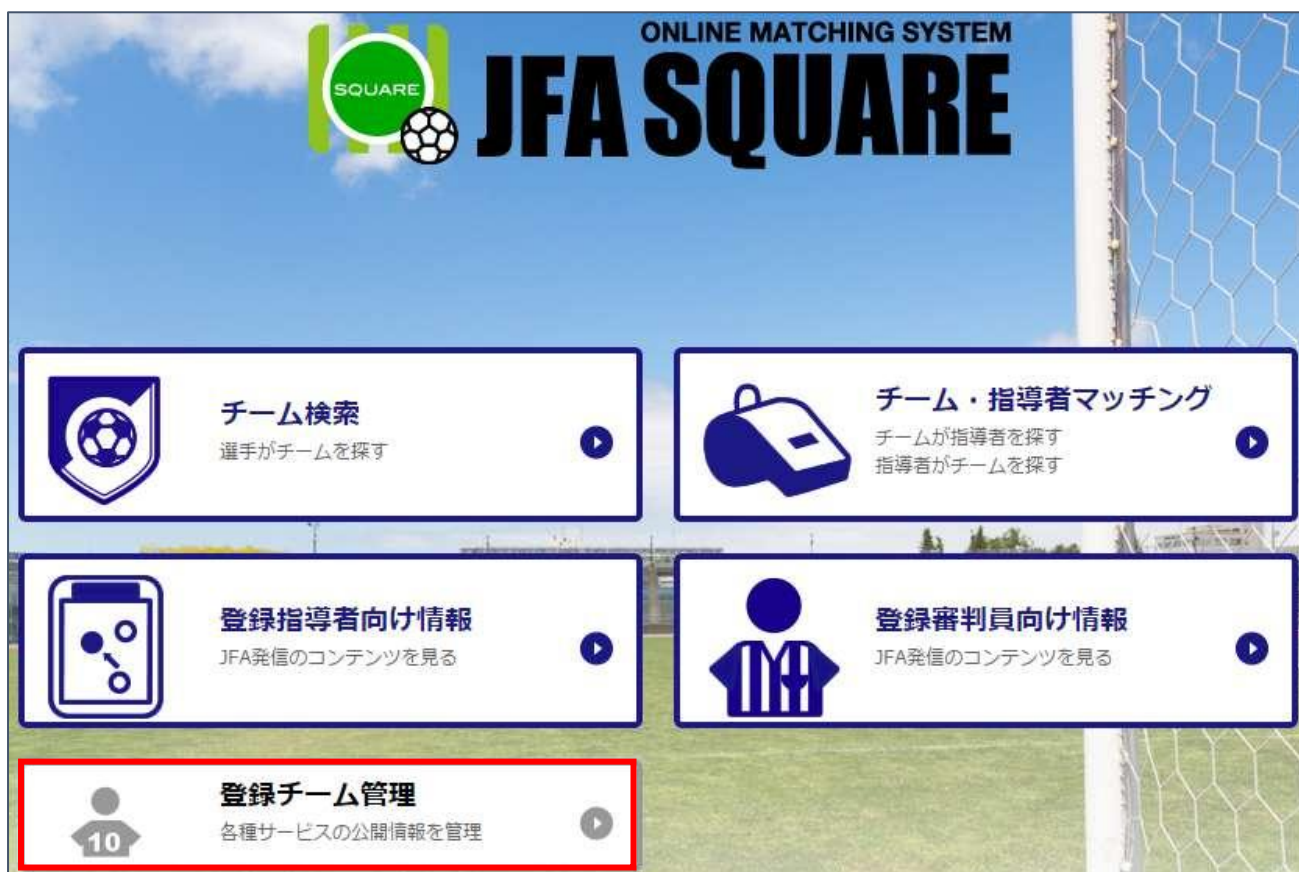 ONLINE MATCHING SYSTEM
SQUARE
JFA SQUARE
チーム検索
選手がチームを探す
チーム・指導者マッチング
チームが指導者を探す
指導者がチームを探す
登録指導者向け情報
JFA発信のコンテンツを見る
登録審判員向け情報
JFA発信のコンテンツを見る
10
登録チーム管理
各種サービスの公開情報を管理